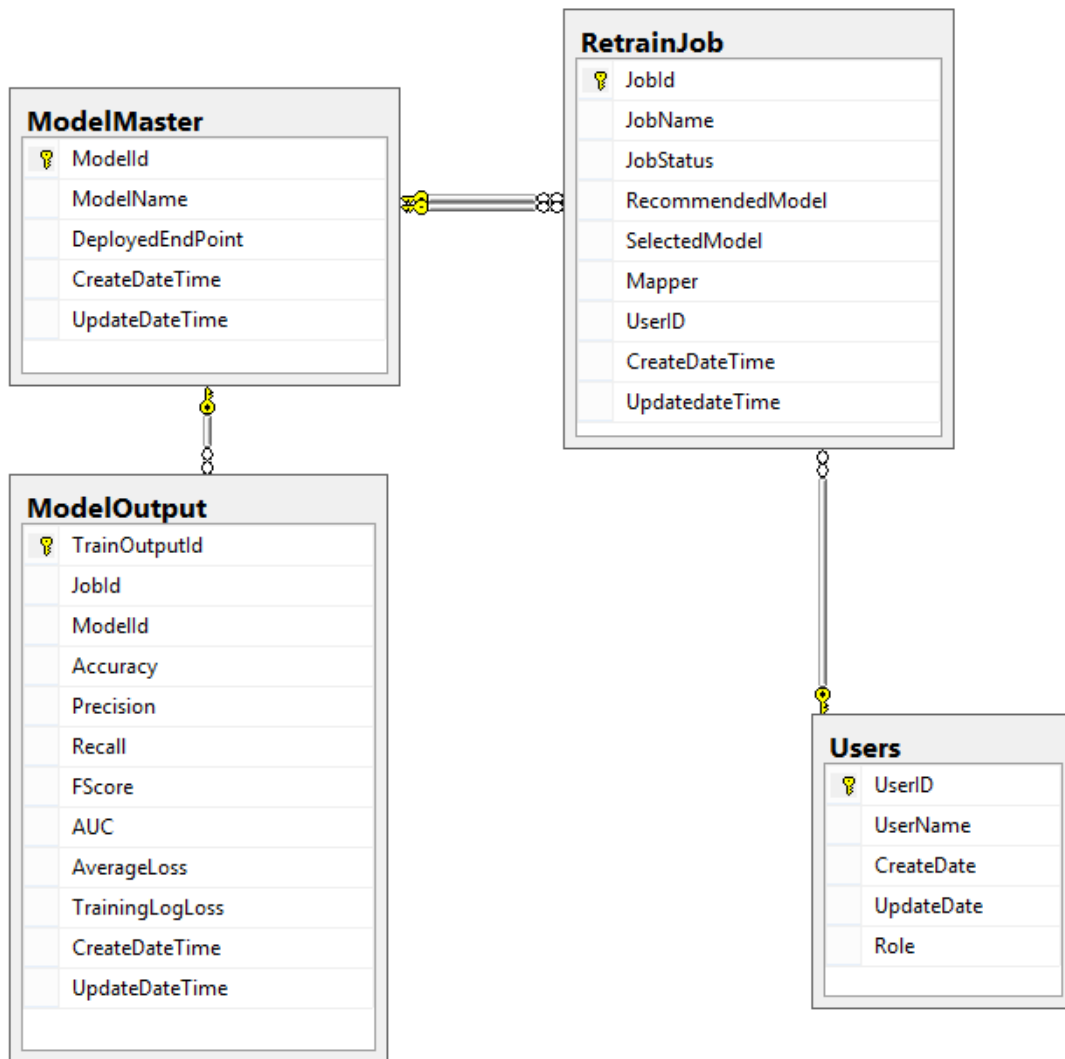 ModelMaster
ModelId
ModelName
DeployedEndPoint
CreateDateTime
UpdateDateTime
RetrainJob
JobId
JobName
JobStatus
RecommendedModel
SelectedModel
Mapper
UserID
CreateDateTime
UpdatedateTime
ModelOutput
TrainOutputId
JobId
ModelId
Accuracy
Precision
Recall
FScore
AUC
AverageLoss
TrainingLogLoss
CreateDateTime
UpdateDateTime
Users
UserID
UserName
CreateDate
UpdateDate
Role